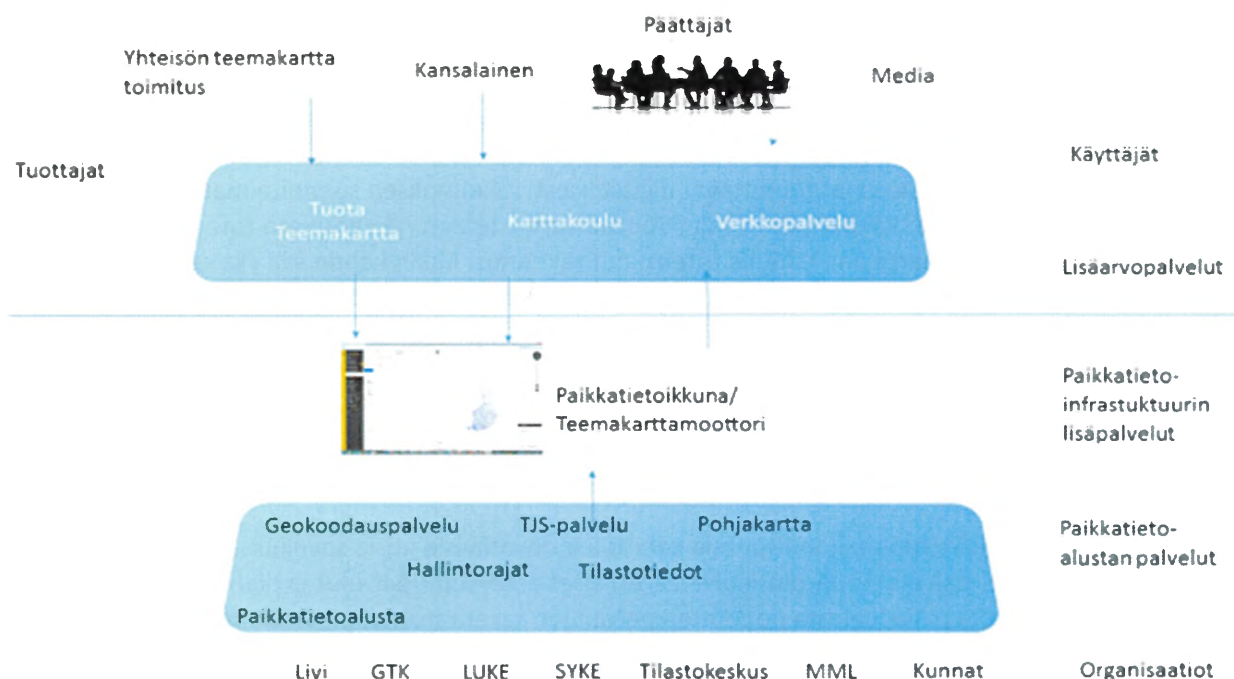 Päättäjät
Yhteisön teemakartta
toimitus
Kansalainen
Media
Tuottajat
Käyttäjät
Tuota
Teemakartta
Karttakoulu
Verkkopalvelu
Lisäarvopalvelut
Paikkatietoikkuna/
Teemakarttamoottori
Paikkatieto-
infrastuktuurin
lisäpalvelut
Geokoodauspalvelu
TJS-palvelu
Pohjakartta
Hallintorajat
Tilastotiedot
Paikkatietoalusta
Paikkatieto-
alustan palvelut
Livi
GTK
LUKE
SYKE
Tilastokeskus
MML
Kunnat
Organisaatiot